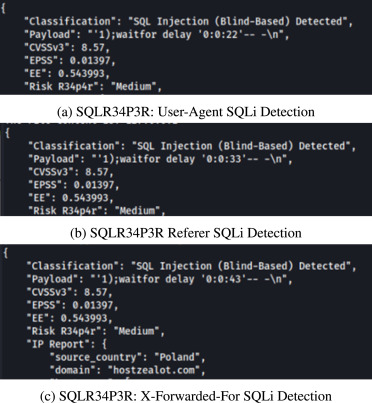 {
"Classification": "SQL Injection (Blind-Based) Detected",
"Payload": "'1);waitfor delay '0:0:22'-- -\n",
"CVSSv3": 8.57,
"EPSS": 0.01397,
"EE": 0.543993,
"Risk R34p4r": "Medium",
(a) SQLR34P3R: User-Agent SQLi Detection
{
"Classification": "SQL Injection (Blind-Based) Detected",
"Payload": "'1);waitfor delay '0:0:33'-- -\n",
"CVSSv3": 8.57,
"EPSS": 0.01397,
"EE": 0.543993,
"Risk R34p4r": "Medium",
(b) SQLR34P3R Referer SQLi Detection
{
"Classification": "SQL Injection (Blind-Based) Detected",
"Payload": "'1);waitfor delay '0:0:43'-- -\n",
"CVSSv3": 8.57,
"EPSS": 0.01397,
"EE": 0.543993,
"Risk R34p4r": "Medium",
"IP Report": {
"source_country": "Poland",
"domain": "hostzealot.com",
(c) SQLR34P3R: X-Forwarded-For SQLi Detection